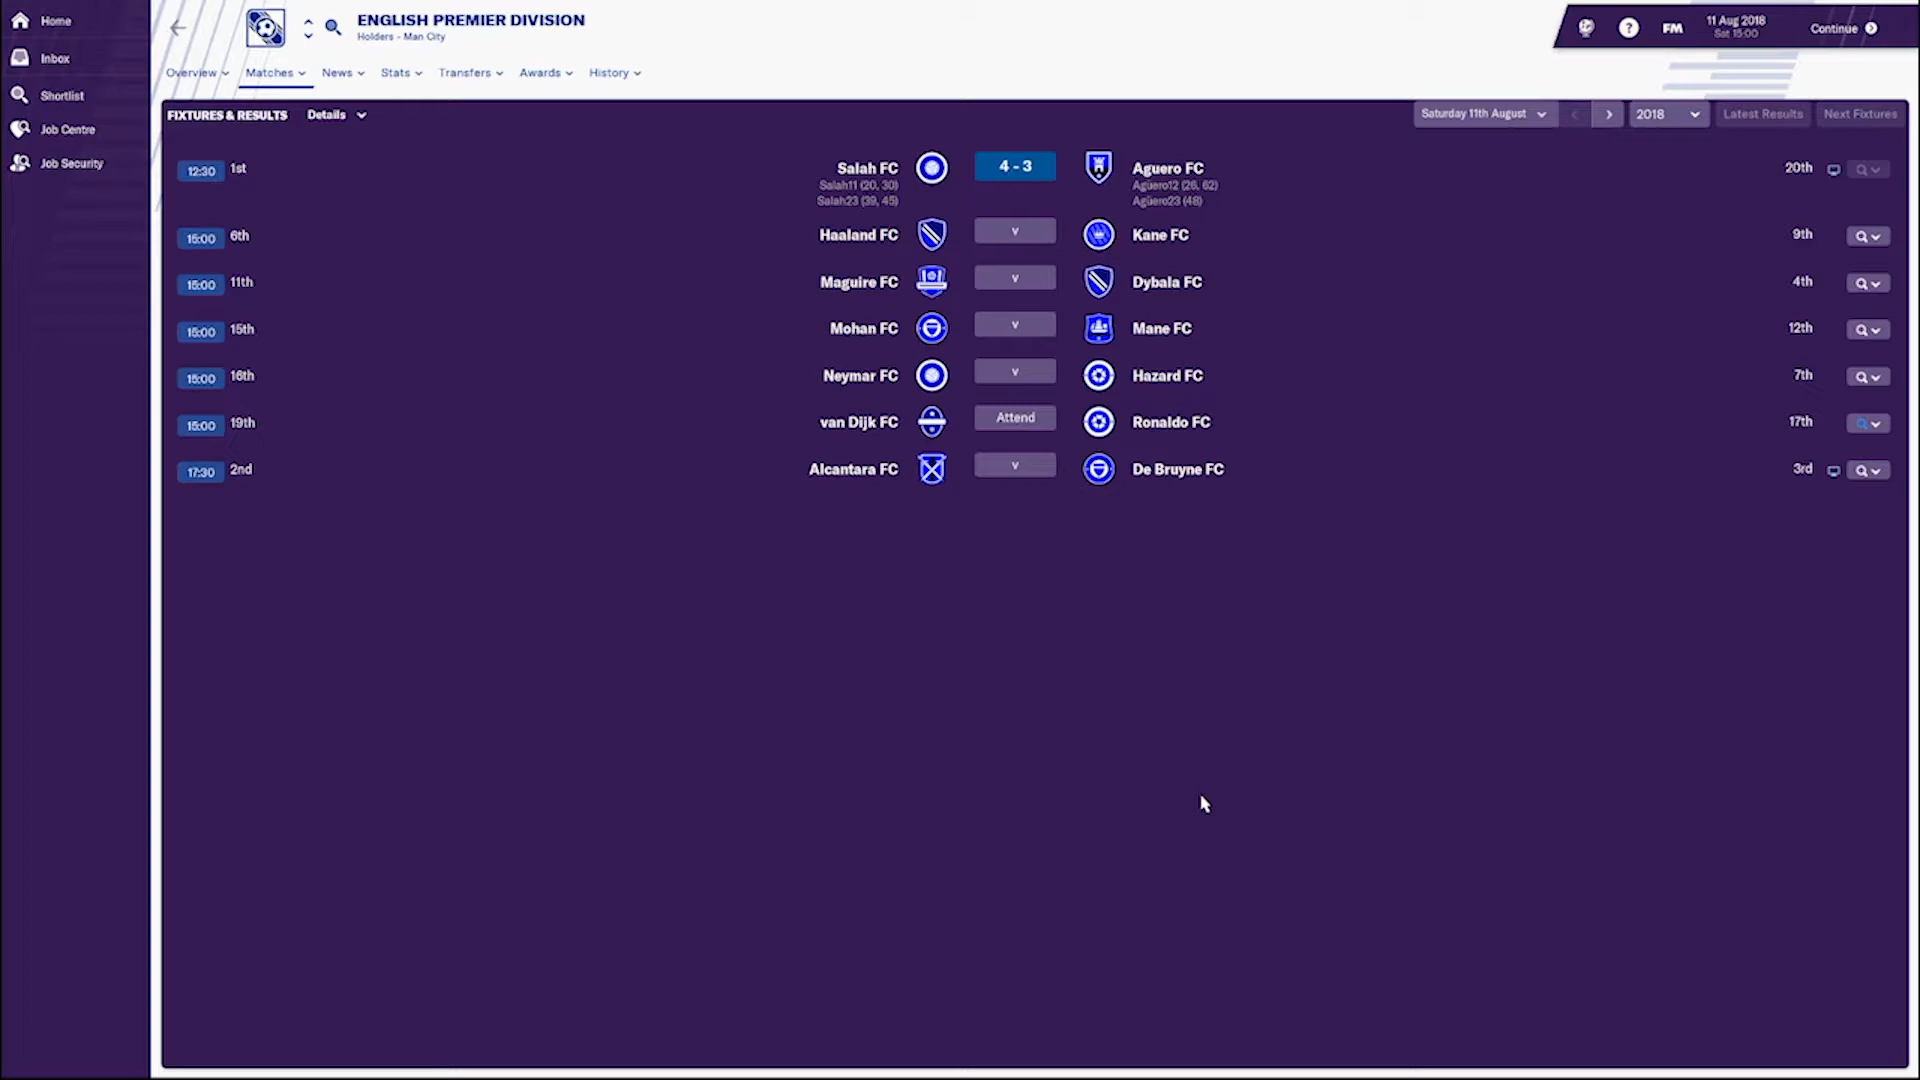 Home
Inbox
Shortlist
Job Centre
Job Security
ENGLISH PREMIER DIVISION
Holders - Man City
FM
11 Aug 2018
Sat 15:00
Continue
Overview Matches News Stats Transfers Awards History
FIXTURES & RESULTS Details
Saturday 11th August 2018 Latest Results Next Fixtures
12:30 1st Salah FC 4 - 3 Aguero FC 20th
Salah11 (20, 30) Agüero12 (26, 62)
Salah23 (39, 45) Agüero23 (48)
15:00 6th Haaland FC v Kane FC 9th
15:00 11th Maguire FC v Dybala FC 4th
15:00 15th Mohan FC v Mane FC 12th
15:00 16th Neymar FC v Hazard FC 7th
15:00 19th van Dijk FC Attend Ronaldo FC 17th
17:30 2nd Alcantara FC v De Bruyne FC 3rd